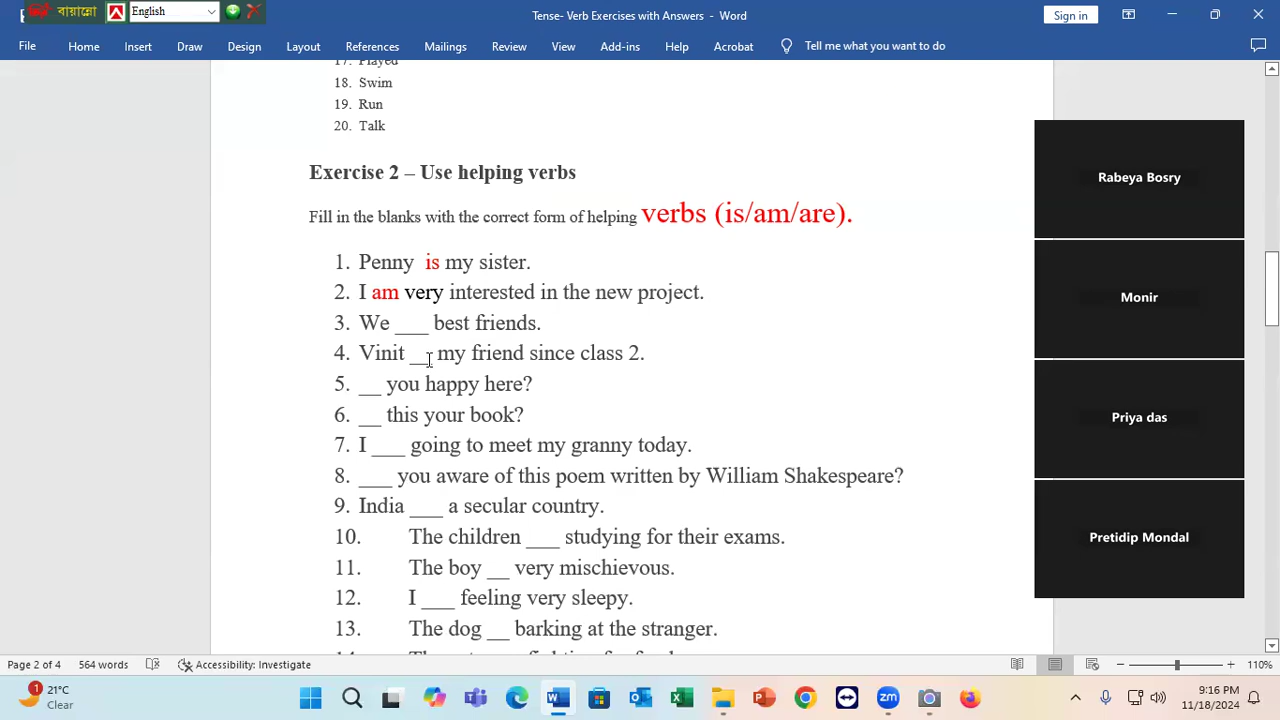 English
Tense- Verb Exercises with Answers - Word
Sign in
File Home Insert Draw Design Layout References Mailings Review View Add-ins Help Acrobat Tell me what you want to do
17. Played
18. Swim
19. Run
20. Talk
Exercise 2 – Use helping verbs
Fill in the blanks with the correct form of helping verbs (is/am/are).
1. Penny is my sister.
2. I am very interested in the new project.
3. We ___ best friends.
4. Vinit __ my friend since class 2.
5. __ you happy here?
6. __ this your book?
7. I ___ going to meet my granny today.
8. ___ you aware of this poem written by William Shakespeare?
9. India ___ a secular country.
10. The children ___ studying for their exams.
11. The boy __ very mischievous.
12. I ___ feeling very sleepy.
13. The dog __ barking at the stranger.
Rabeya Bosry
Monir
Priya das
Pretidip Mondal
Page 2 of 4 564 words Accessibility: Investigate 110%
1 21°C
Clear
zm
9:16 PM
11/18/2024